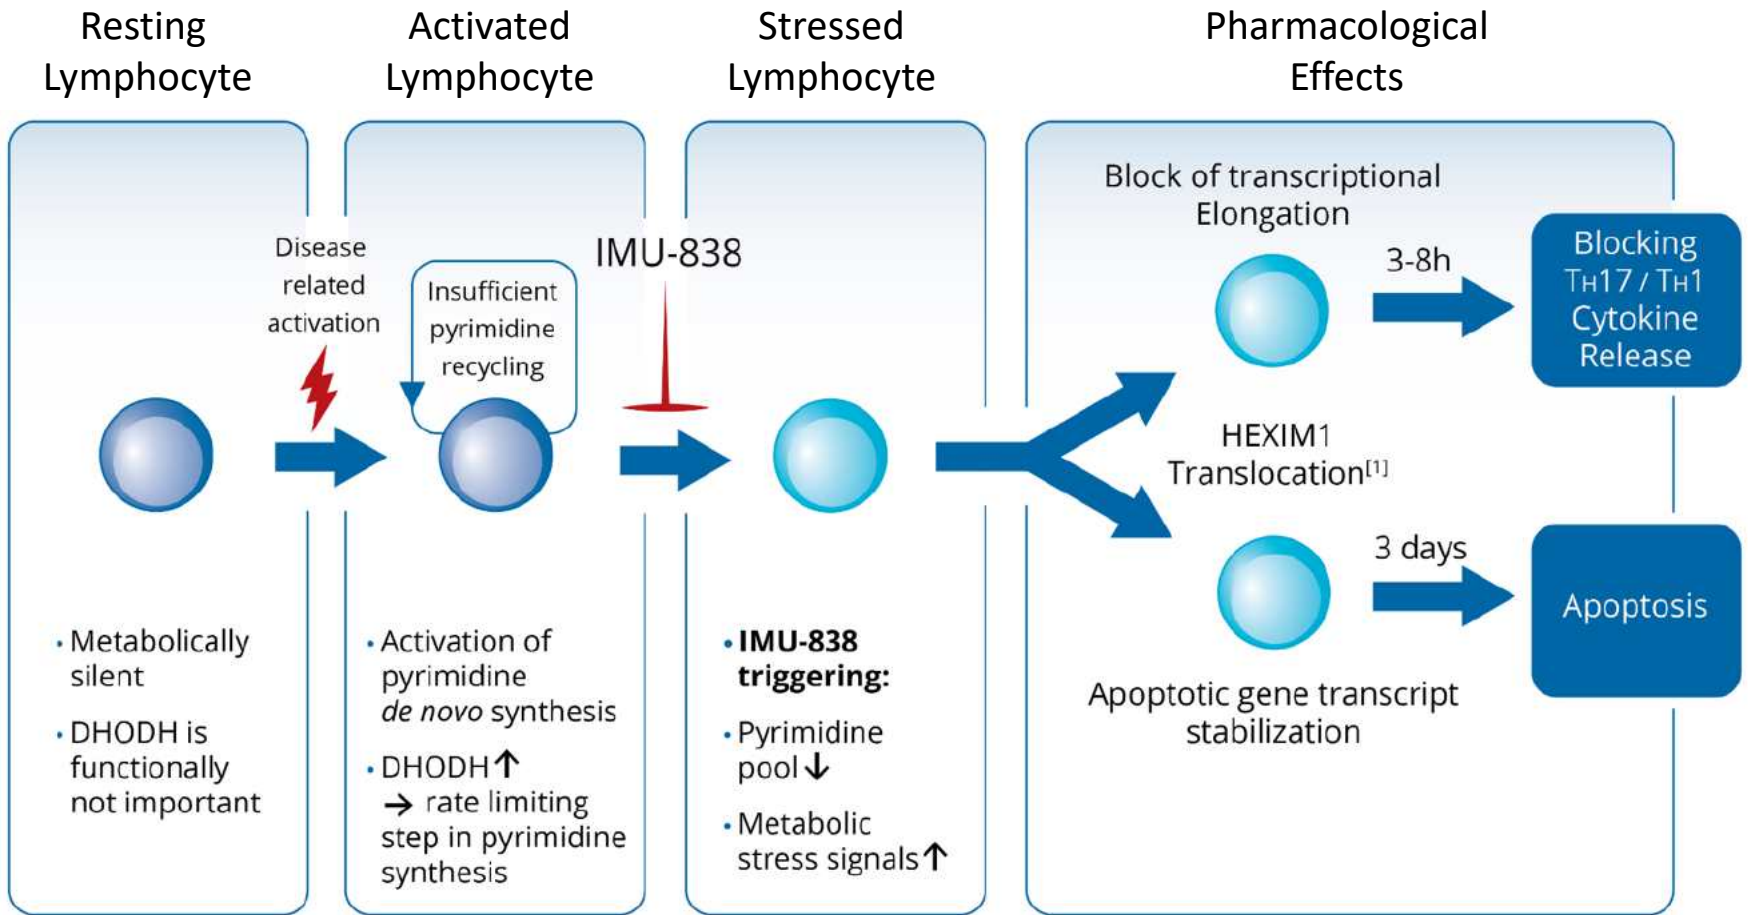 Resting
Lymphocyte
Activated
Lymphocyte
Stressed
Lymphocyte
Pharmacological
Effects
Disease
related
activation
Insufficient
pyrimidine
recycling
IMU-838
Block of transcriptional
Elongation
3-8h
Blocking
TH17 / TH1
Cytokine
Release
HEXIM1
Translocation[1]
3 days
Apoptosis
Apoptotic gene transcript
stabilization
• Metabolically
silent
• DHODH is
functionally
not important
• Activation of
pyrimidine
de novo synthesis
• DHODH ↑
→ rate limiting
step in pyrimidine
synthesis
• IMU-838
triggering:
• Pyrimidine
pool ↓
• Metabolic
stress signals ↑